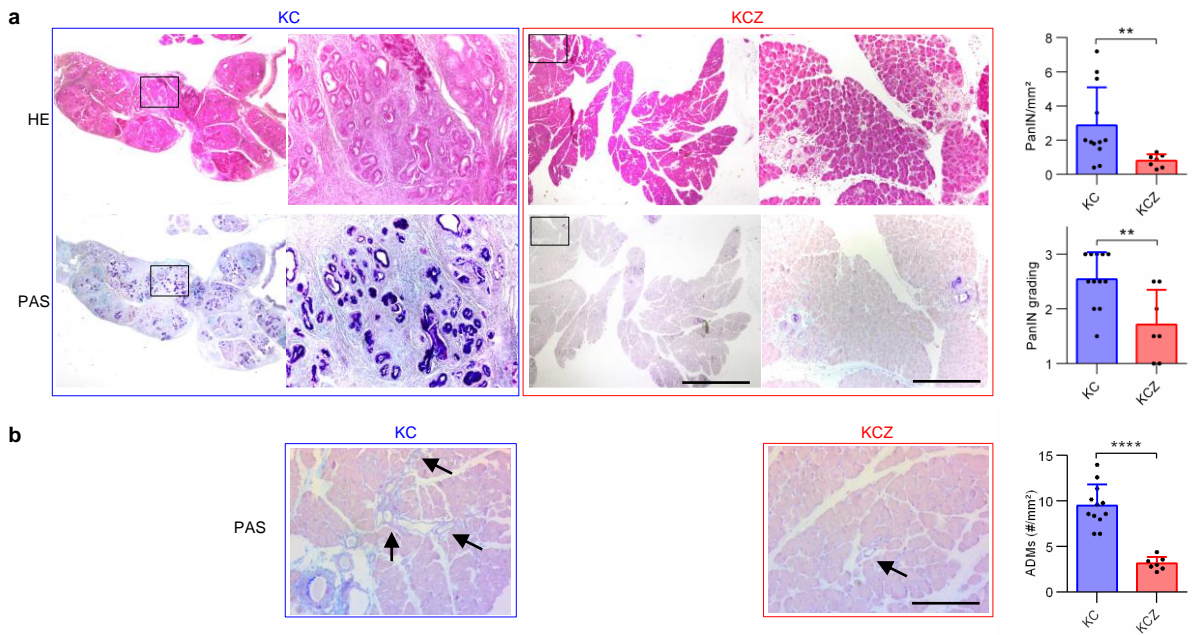 a
KC
KCZ
HE
PAS
PanIN/mm²
8
6
4
2
0
**
KC
KCZ
PanIN grading
3
2
1
**
KC
KCZ
b
KC
KCZ
PAS
ADMs (#/mm²)
15
10
5
0
****
KC
KCZ